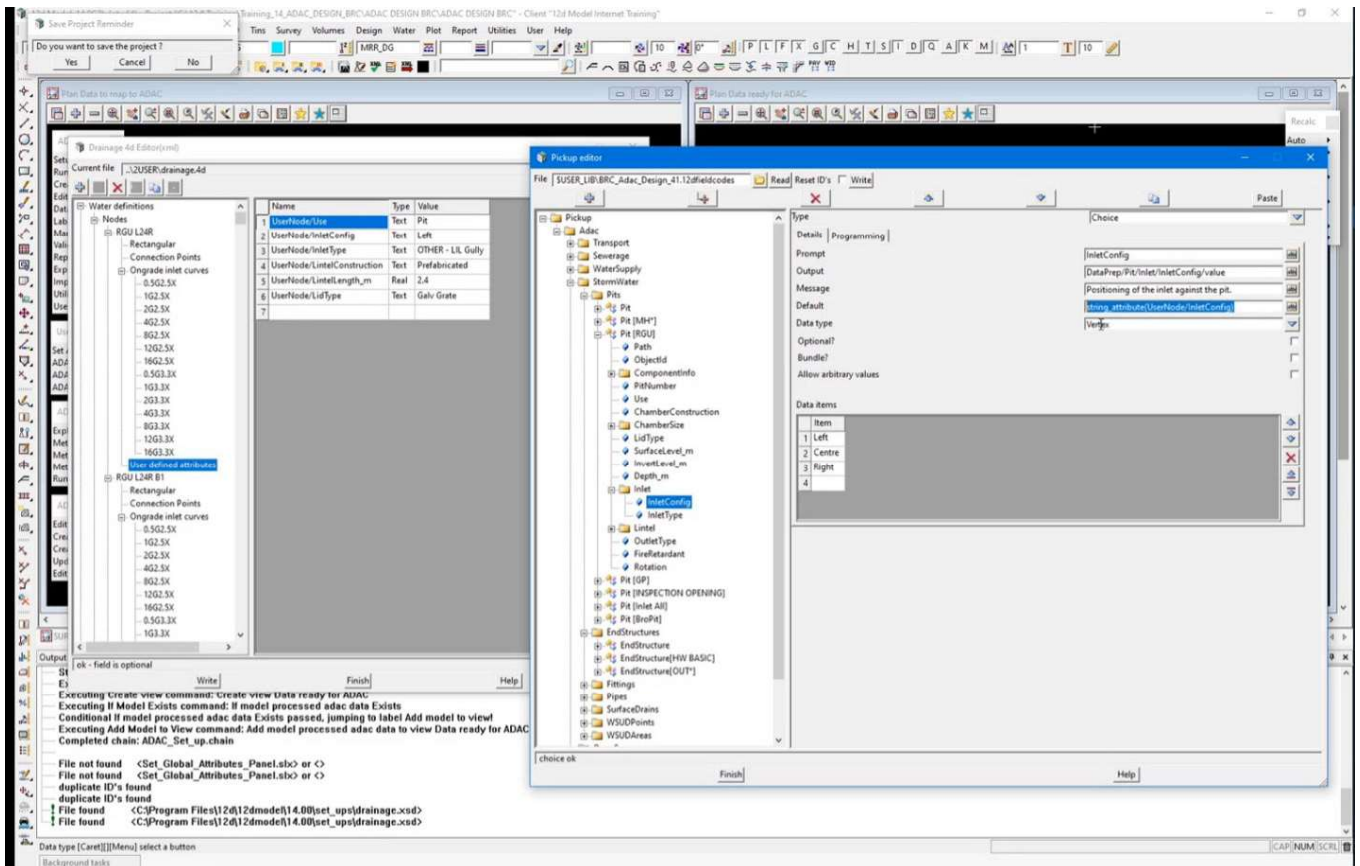 Training_14_ADAC_DESIGN_BRC\ADAC DESIGN BRC\ADAC DESIGN BRC" - Client "12d Model Internet Training"
Save Project Reminder
Do you want to save the project ?
Yes Cancel No
Tins Survey Volumes Design Water Plot Report Utilities User Help
MRR_DG
10 0° P L F X G C H T S I D Q A K M 1 T 10
Plan Data to map to ADAC
Plan Data ready for ADAC
Recalc
Auto
Drainage 4d Editor(xml)
Current file ..\2USER\drainage.4d
Water definitions
Nodes
RGU L24R
Rectangular
Connection Points
Ongrade inlet curves
0.5G2.5X
1G2.5X
2G2.5X
4G2.5X
8G2.5X
12G2.5X
16G2.5X
0.5G3.3X
1G3.3X
2G3.3X
4G3.3X
8G3.3X
12G3.3X
16G3.3X
User defined attributes
RGU L24R B1
Rectangular
Connection Points
Ongrade inlet curves
0.5G2.5X
1G2.5X
2G2.5X
4G2.5X
8G2.5X
12G2.5X
16G2.5X
0.5G3.3X
1G3.3X
Name Type Value
1 UserNode/Use Text Pit
2 UserNode/InletConfig Text Left
3 UserNode/InletType Text OTHER - LIL Gully
4 UserNode/LintelConstruction Text Prefabricated
5 UserNode/LintelLength_m Real 2.4
6 UserNode/LidType Text Galv Grate
7
ok - field is optional
Write Finish Help
Pickup editor
File $USER_LIB\BRC_Adac_Design_41.12dfieldcodes Read Reset ID's Write
Paste
Pickup
Adac
Transport
Sewerage
WaterSupply
StormWater
Pits
Pit
Pit [MH*]
Pit [RGU]
Path
ObjectId
ComponentInfo
PitNumber
Use
ChamberConstruction
ChamberSize
LidType
SurfaceLevel_m
InvertLevel_m
Depth_m
Inlet
InletConfig
InletType
Lintel
OutletType
FireRetardant
Rotation
Pit [GP]
Pit [INSPECTION OPENING]
Pit [Inlet All]
Pit [BroPit]
EndStructures
EndStructure
EndStructure[HW BASIC]
EndStructure[OUT*]
Fittings
Pipes
SurfaceDrains
WSUDPoints
WSUDAreas
Type Choice
Details Programming
Prompt InletConfig
Output DataPrep/Pit/Inlet/InletConfig/value
Message Positioning of the inlet against the pit.
Default string_attribute(UserNode/InletConfig)
Data type Vertex
Optional?
Bundle?
Allow arbitrary values
Data items
Item
1 Left
2 Centre
3 Right
4
choice ok
Finish Help
Output
Executing Create View command: Create view Data ready for ADAC
Executing If Model Exists command: If model processed adac data Exists
Conditional If model processed adac data Exists passed, jumping to label Add model to view!
Executing Add Model to View command: Add model processed adac data to view Data ready for ADAC
Completed chain: ADAC_Set_up.chain
File not found <Set_Global_Attributes_Panel.slx> or <>
File not found <Set_Global_Attributes_Panel.slx> or <>
duplicate ID's found
duplicate ID's found
! File found <C:\Program Files\12d\12dmodel\14.00\set_ups\drainage.xsd>
! File found <C:\Program Files\12d\12dmodel\14.00\set_ups\drainage.xsd>
Data type [Caret][][Menu] select a button
CAP NUM SCRL
Background tasks